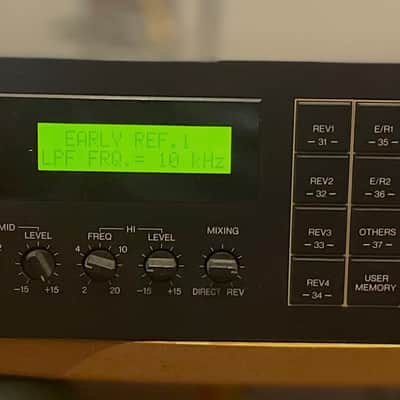 EARLY REF.1
LPF FRQ.= 10 kHz
MID
LEVEL
-15 +15
HI
FREQ
4 10
2 20
LEVEL
-15 +15
MIXING
DIRECT REV
REV1
-31-
E/R1
-35-
REV2
-32-
E/R2
-36-
REV3
-33-
OTHERS
-37-
REV4
-34-
USER
MEMORY